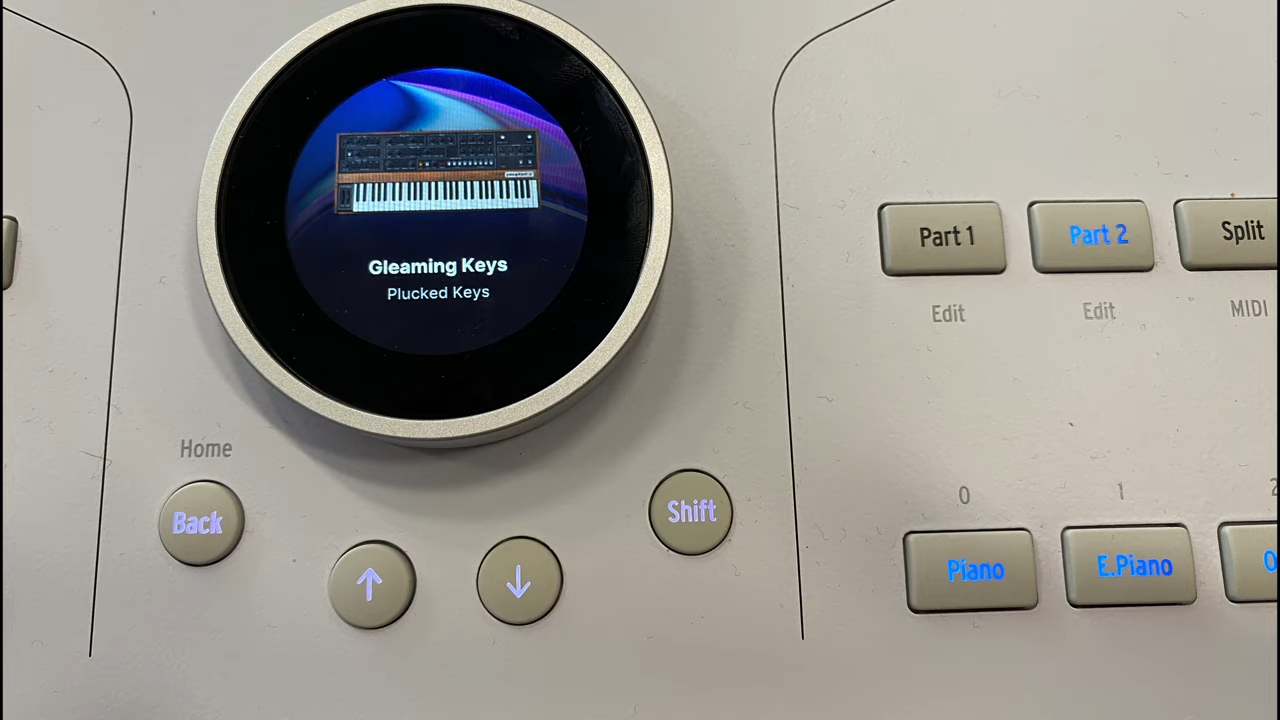 Gleaming Keys
Plucked Keys
Part 1
Part 2
Split
Edit
Edit
MIDI
Home
Back
Shift
0
1
2
Piano
E.Piano